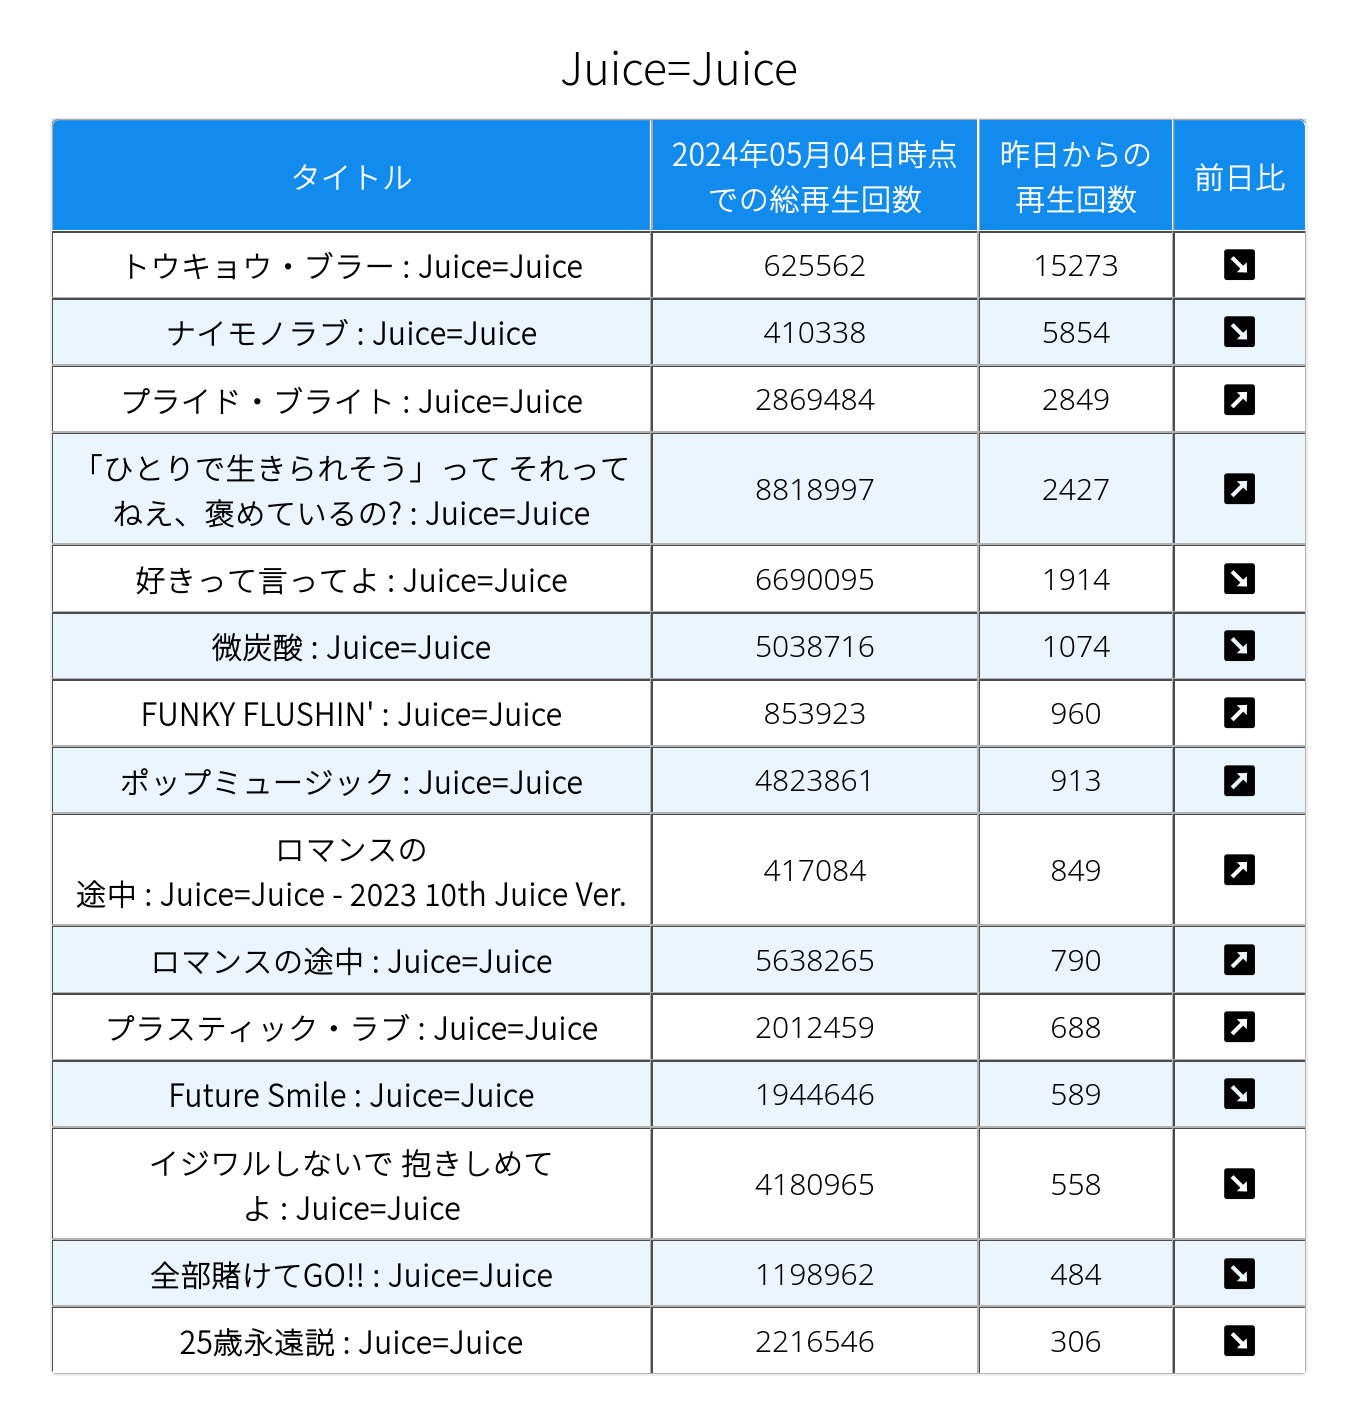 Juice=Juice
タイトル
2024年05月04日時点
での総再生回数
昨日からの
再生回数
前日比
トウキョウ・ブラー : Juice=Juice
625562
15273
ナイモノラブ : Juice=Juice
410338
5854
プライド・ブライト : Juice=Juice
2869484
2849
「ひとりで生きられそう」って それって
ねえ、褒めているの? : Juice=Juice
8818997
2427
好きって言ってよ : Juice=Juice
6690095
1914
微炭酸 : Juice=Juice
5038716
1074
FUNKY FLUSHIN' : Juice=Juice
853923
960
ポップミュージック : Juice=Juice
4823861
913
ロマンスの
途中 : Juice=Juice - 2023 10th Juice Ver.
417084
849
ロマンスの途中 : Juice=Juice
5638265
790
プラスティック・ラブ : Juice=Juice
2012459
688
Future Smile : Juice=Juice
1944646
589
イジワルしないで 抱きしめて
よ : Juice=Juice
4180965
558
全部賭けてGO!! : Juice=Juice
1198962
484
25歳永遠説 : Juice=Juice
2216546
306